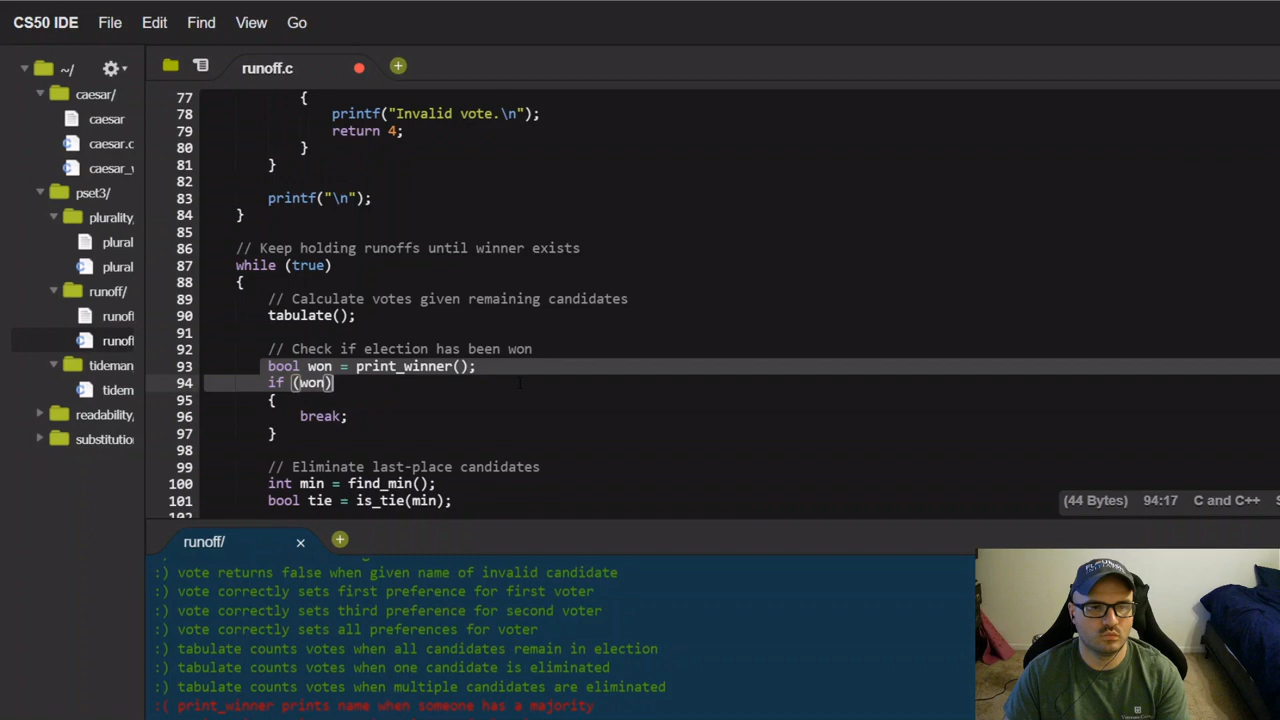 CS50 IDE File Edit Find View Go
~/
caesar/
caesar
caesar.c
pset3/
plurality
plural
plural
runoff/
runoff
runoff
tideman
tidem
readability
substitution
runoff.c
77 {
78 printf("Invalid vote.\n");
79 return 4;
80 }
81 }
82
83 printf("\n");
84 }
85
86 // Keep holding runoffs until winner exists
87 while (true)
88 {
89 // Calculate votes given remaining candidates
90 tabulate();
91
92 // Check if election has been won
93 bool won = print_winner();
94 if (won)
95 {
96 break;
97 }
98
99 // Eliminate last-place candidates
100 int min = find_min();
101 bool tie = is_tie(min);
(44 Bytes) 94:17 C and C++
runoff/
:) vote returns false when given name of invalid candidate
:) vote correctly sets first preference for first voter
:) vote correctly sets third preference for second voter
:) vote correctly sets all preferences for voter
:) tabulate counts votes when all candidates remain in election
:) tabulate counts votes when one candidate is eliminated
:) tabulate counts votes when multiple candidates are eliminated
:( print_winner prints name when someone has a majority